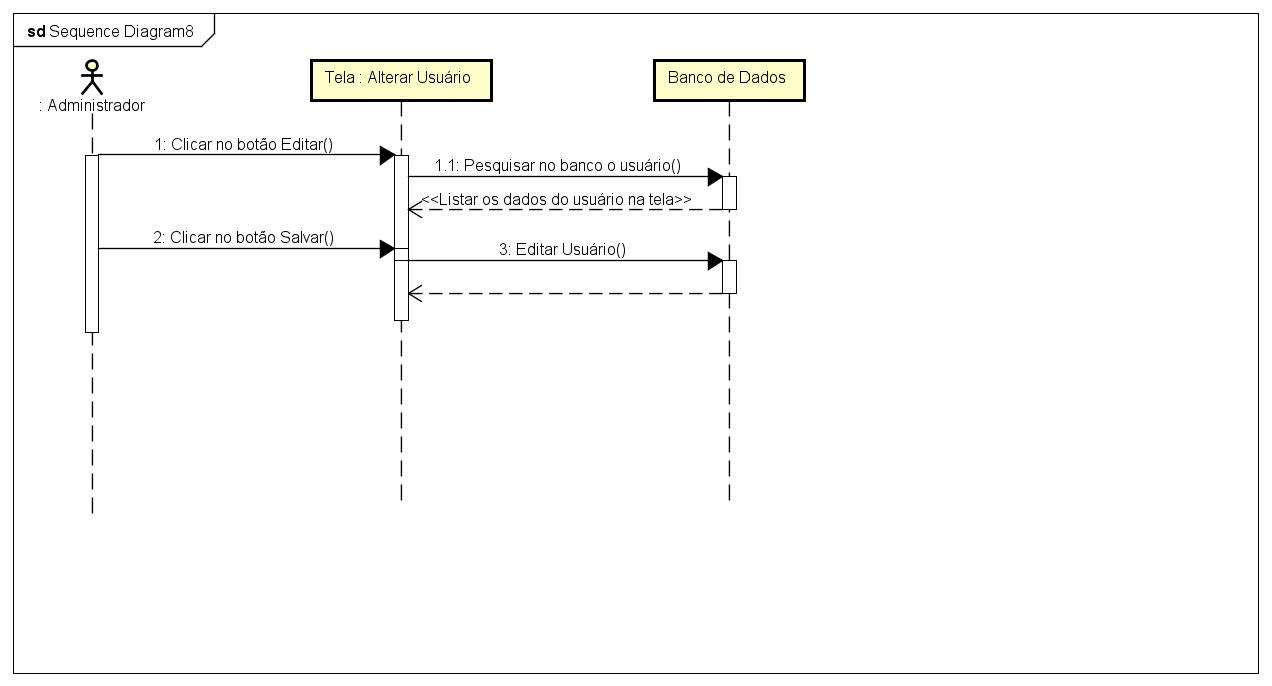 sd Sequence Diagram8
: Administrador
Tela : Alterar Usuário
Banco de Dados
1: Clicar no botão Editar()
1.1: Pesquisar no banco o usuário()
<<Listar os dados do usuário na tela>>
2: Clicar no botão Salvar()
3: Editar Usuário()